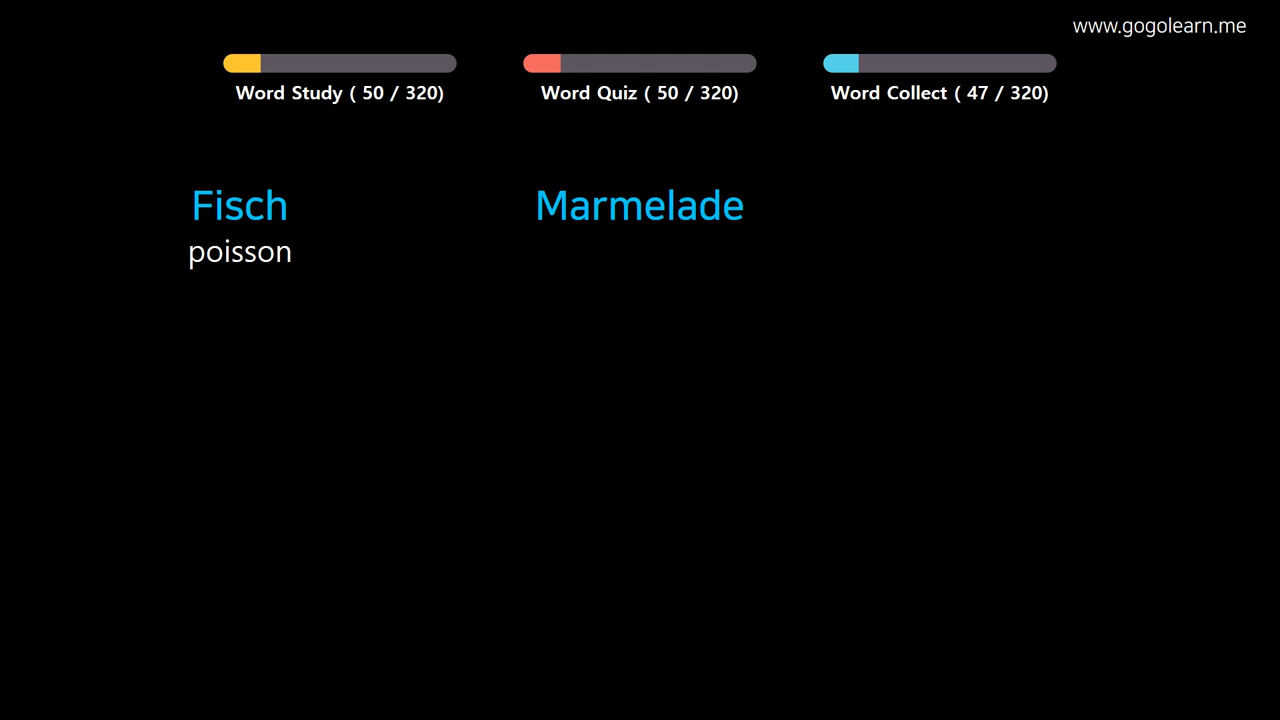 www.gogolearn.me
Word Study ( 50 / 320)
Word Quiz ( 50 / 320)
Word Collect ( 47 / 320)
Fisch
poisson
Marmelade